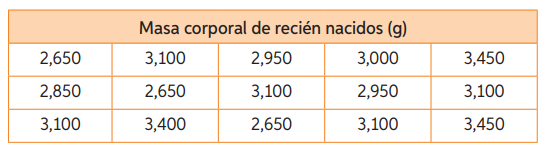 Masa corporal de recién nacidos (g)
2,650 3,100 2,950 3,000 3,450
2,850 2,650 3,100 2,950 3,100
3,100 3,400 2,650 3,100 3,450